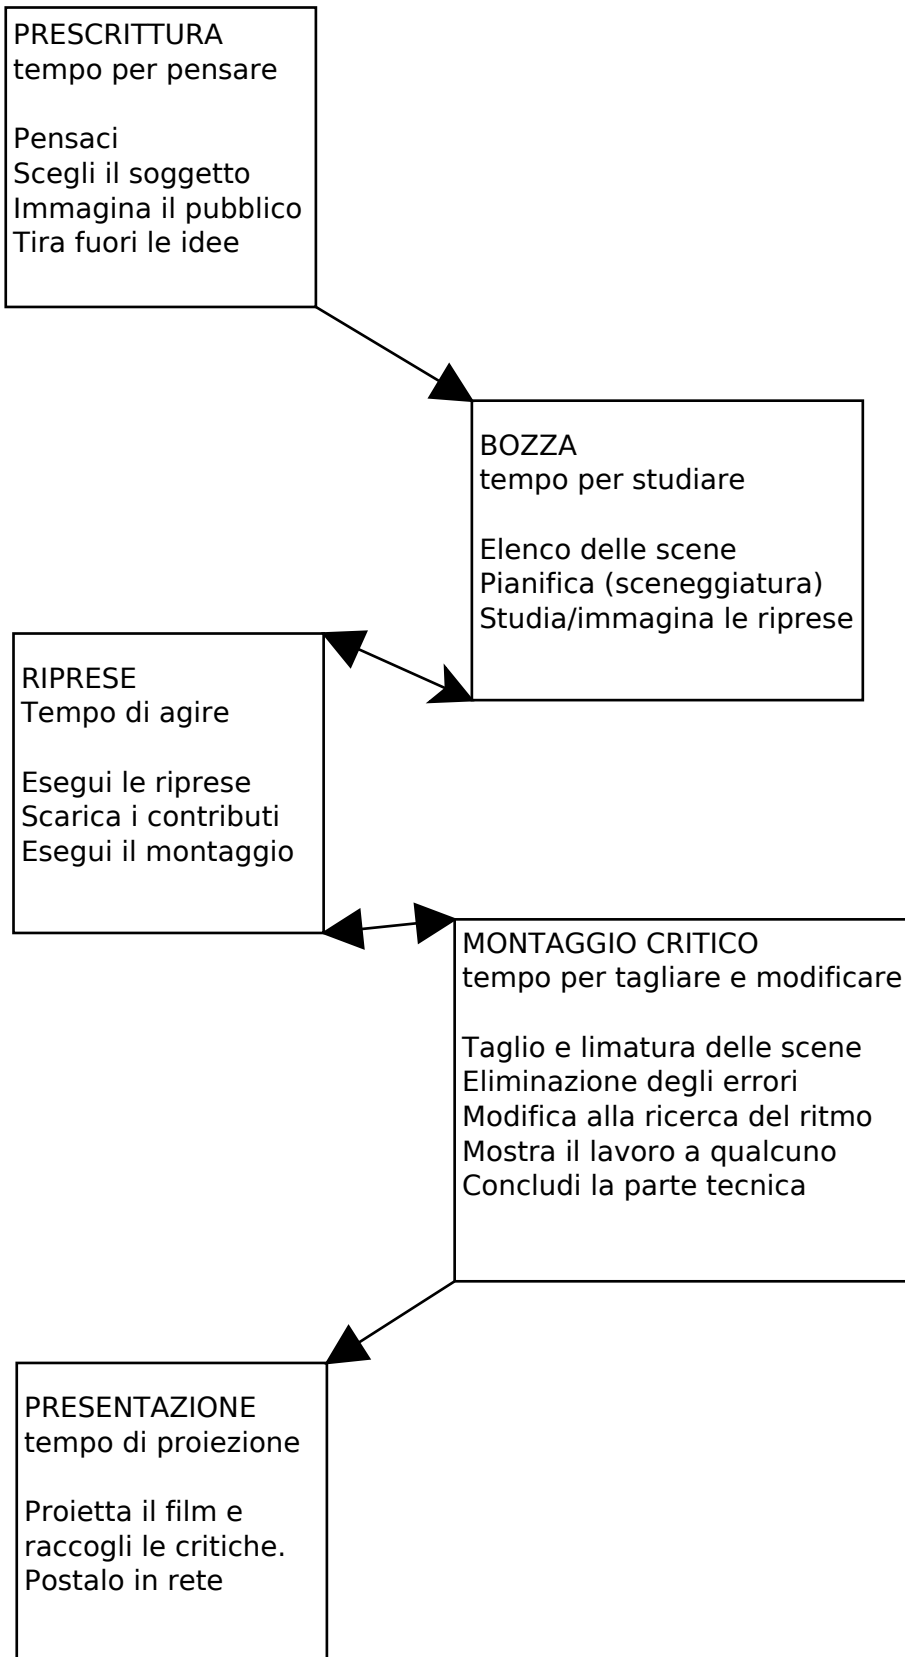 PRESCRITTURA
tempo per pensare
Pensaci
Scegli il soggetto
Immagina il pubblico
Tira fuori le idee
BOZZA
tempo per studiare
Elenco delle scene
Pianifica (sceneggiatura)
Studia/immagina le riprese
RIPRESE
Tempo di agire
Esegui le riprese
Scarica i contributi
Esegui il montaggio
MONTAGGIO CRITICO
tempo per tagliare e modificare
Taglio e limatura delle scene
Eliminazione degli errori
Modifica alla ricerca del ritmo
Mostra il lavoro a qualcuno
Concludi la parte tecnica
PRESENTAZIONE
tempo di proiezione
Proietta il film e
raccogli le critiche.
Postalo in rete